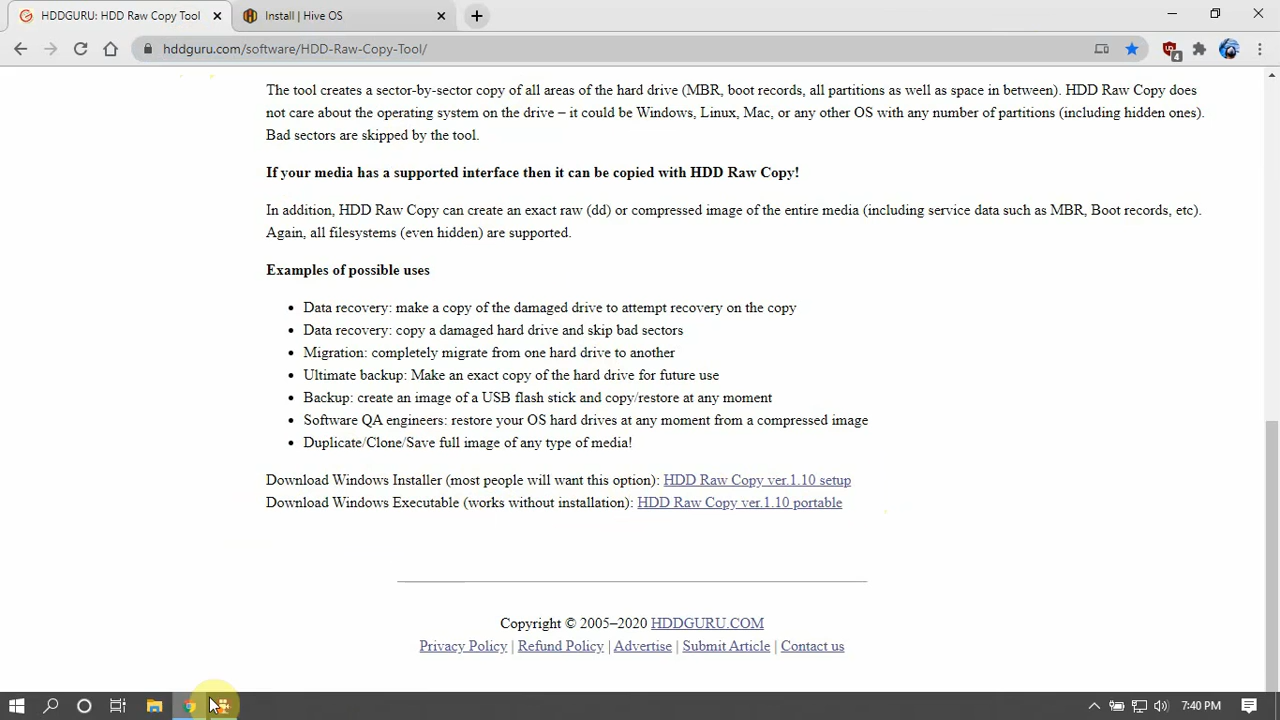 HDDGURU: HDD Raw Copy Tool
Install | Hive OS
hddguru.com/software/HDD-Raw-Copy-Tool/
4
The tool creates a sector-by-sector copy of all areas of the hard drive (MBR, boot records, all partitions as well as space in between). HDD Raw Copy does
not care about the operating system on the drive – it could be Windows, Linux, Mac, or any other OS with any number of partitions (including hidden ones).
Bad sectors are skipped by the tool.
If your media has a supported interface then it can be copied with HDD Raw Copy!
In addition, HDD Raw Copy can create an exact raw (dd) or compressed image of the entire media (including service data such as MBR, Boot records, etc).
Again, all filesystems (even hidden) are supported.
Examples of possible uses
Data recovery: make a copy of the damaged drive to attempt recovery on the copy
Data recovery: copy a damaged hard drive and skip bad sectors
Migration: completely migrate from one hard drive to another
Ultimate backup: Make an exact copy of the hard drive for future use
Backup: create an image of a USB flash stick and copy/restore at any moment
Software QA engineers: restore your OS hard drives at any moment from a compressed image
Duplicate/Clone/Save full image of any type of media!
Download Windows Installer (most people will want this option): HDD Raw Copy ver.1.10 setup
Download Windows Executable (works without installation): HDD Raw Copy ver.1.10 portable
Copyright © 2005–2020 HDDGURU.COM
Privacy Policy | Refund Policy | Advertise | Submit Article | Contact us
7:40 PM